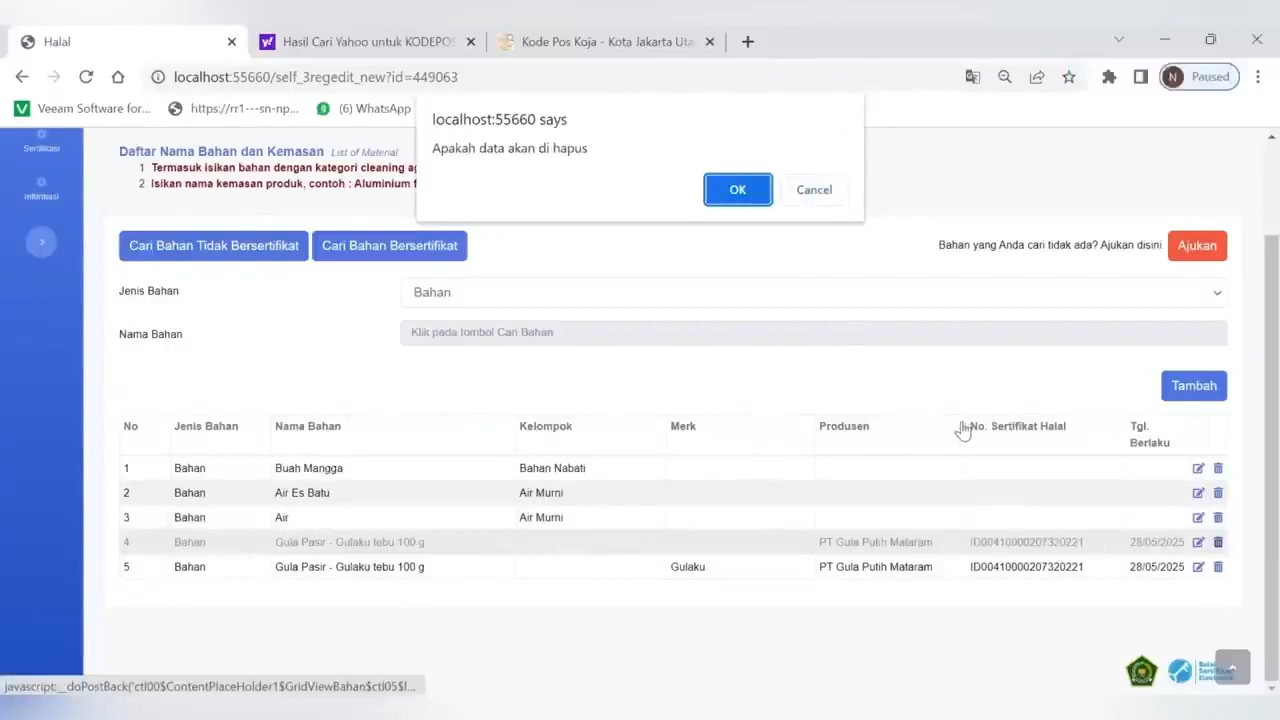 Halal
Hasil Cari Yahoo untuk KODEPOS
Kode Pos Koja - Kota Jakarta Uta
localhost:55660/self_3regedit_new?id=449063
N Paused
Veeam Software for...
https://rr1---sn-np...
(6) WhatsApp
localhost:55660 says
Apakah data akan di hapus
OK Cancel
Sertifikasi
Informasi
Daftar Nama Bahan dan Kemasan List of Material
1 Termasuk isikan bahan dengan kategori cleaning ag
2 Isikan nama kemasan produk, contoh : Aluminium f
Cari Bahan Tidak Bersertifikat Cari Bahan Bersertifikat Bahan yang Anda cari tidak ada? Ajukan disini Ajukan
Jenis Bahan Bahan
Nama Bahan Klik pada tombol Cari Bahan
Tambah
No Jenis Bahan Nama Bahan Kelompok Merk Produsen No. Sertifikat Halal Tgl. Berlaku
1 Bahan Buah Mangga Bahan Nabati
2 Bahan Air Es Batu Air Murni
3 Bahan Air Air Murni
4 Bahan Gula Pasir - Gulaku tebu 100 g PT Gula Putih Mataram ID00410000207320221 28/05/2025
5 Bahan Gula Pasir - Gulaku tebu 100 g Gulaku PT Gula Putih Mataram ID00410000207320221 28/05/2025
javascript:__doPostBack('ctl00$ContentPlaceHolder1$GridViewBahan$ctl05$l...